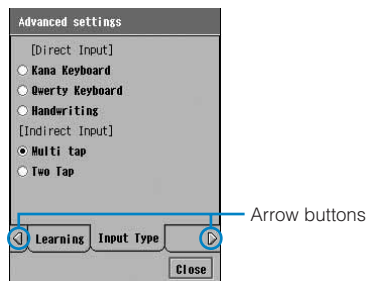 Advanced settings
[Direct Input]
Kana Keyboard
Qwerty Keyboard
Handwriting
[Indirect Input]
Multi tap
Two Tap
Arrow buttons
Learning Input Type
Close